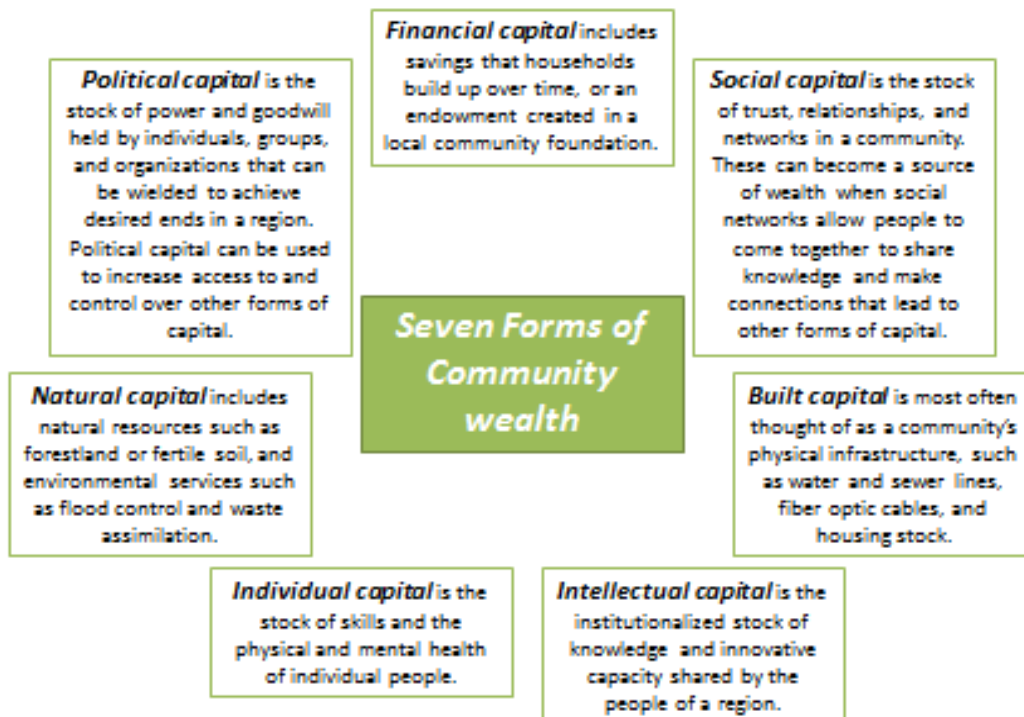 Financial capital includes
savings that households
build up over time, or an
endowment created in a
local community foundation.
Political capital is the
stock of power and goodwill
held by individuals, groups,
and organizations that can
be wielded to achieve
desired ends in a region.
Political capital can be used
to increase access to and
control over other forms of
capital.
Social capital is the stock
of trust, relationships, and
networks in a community.
These can become a source
of wealth when social
networks allow people to
come together to share
knowledge and make
connections that lead to
other forms of capital.
Seven Forms of
Community
wealth
Natural capital includes
natural resources such as
forestland or fertile soil, and
environmental services such
as flood control and waste
assimilation.
Built capital is most often
thought of as a community's
physical infrastructure, such
as water and sewer lines,
fiber optic cables, and
housing stock.
Individual capital is the
stock of skills and the
physical and mental health
of individual people.
Intellectual capital is the
institutionalized stock of
knowledge and innovative
capacity shared by the
people of a region.